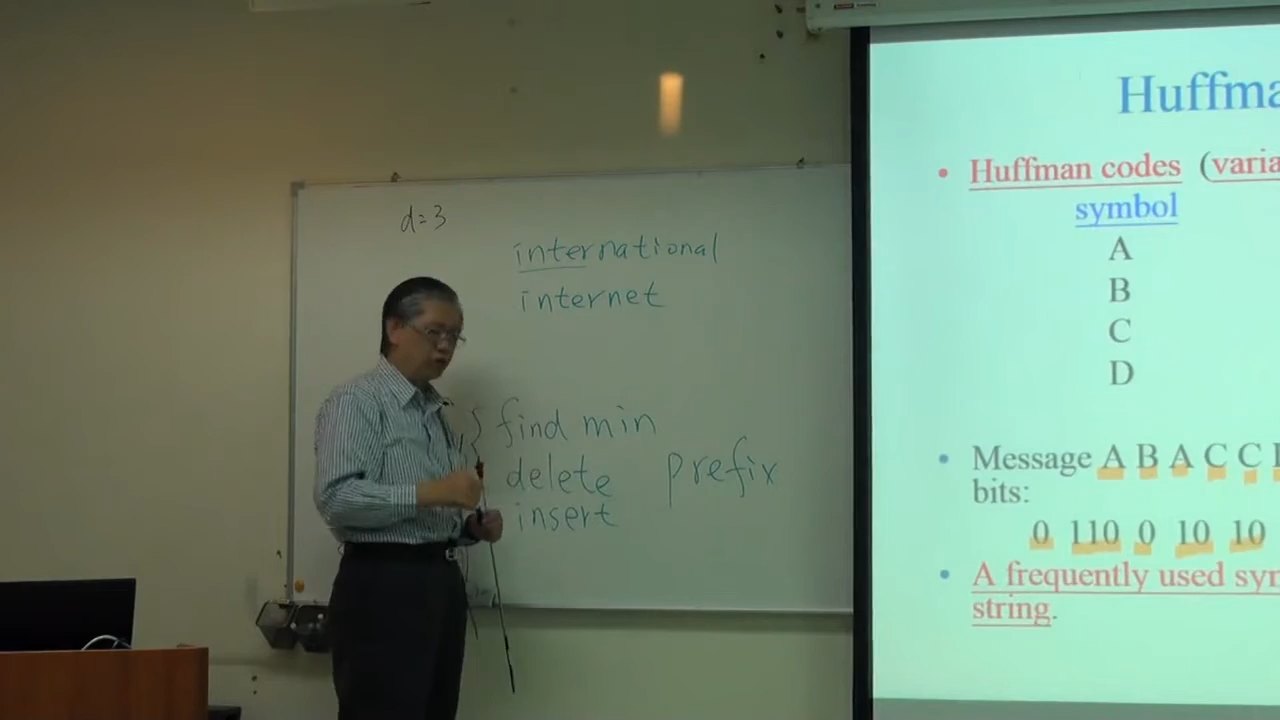 d=3
international
internet
find min
delete prefix
insert
Huffma
• Huffman codes (varia
symbol
A
B
C
D
• Message A B A C C
bits:
0 110 0 10 10
• A frequently used sym
string.